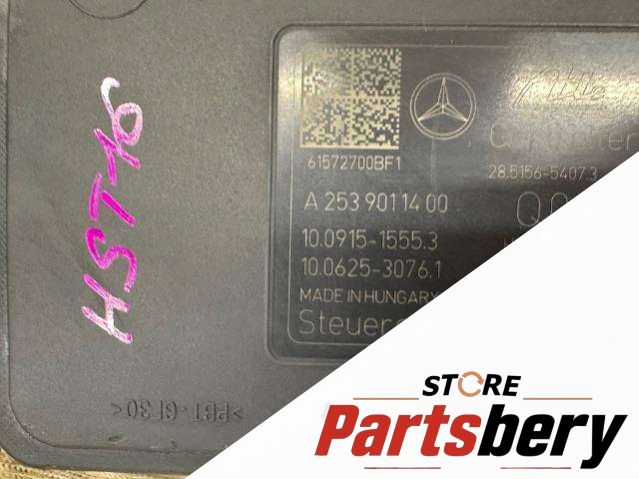 HST16
61572700BF1
28.5156-5407.3
A 253 901 14 00
10.0915-1555.3
10.0625-3076.1
MADE IN HUNGARY
>PBT-GF30<
STORE
Partsbery